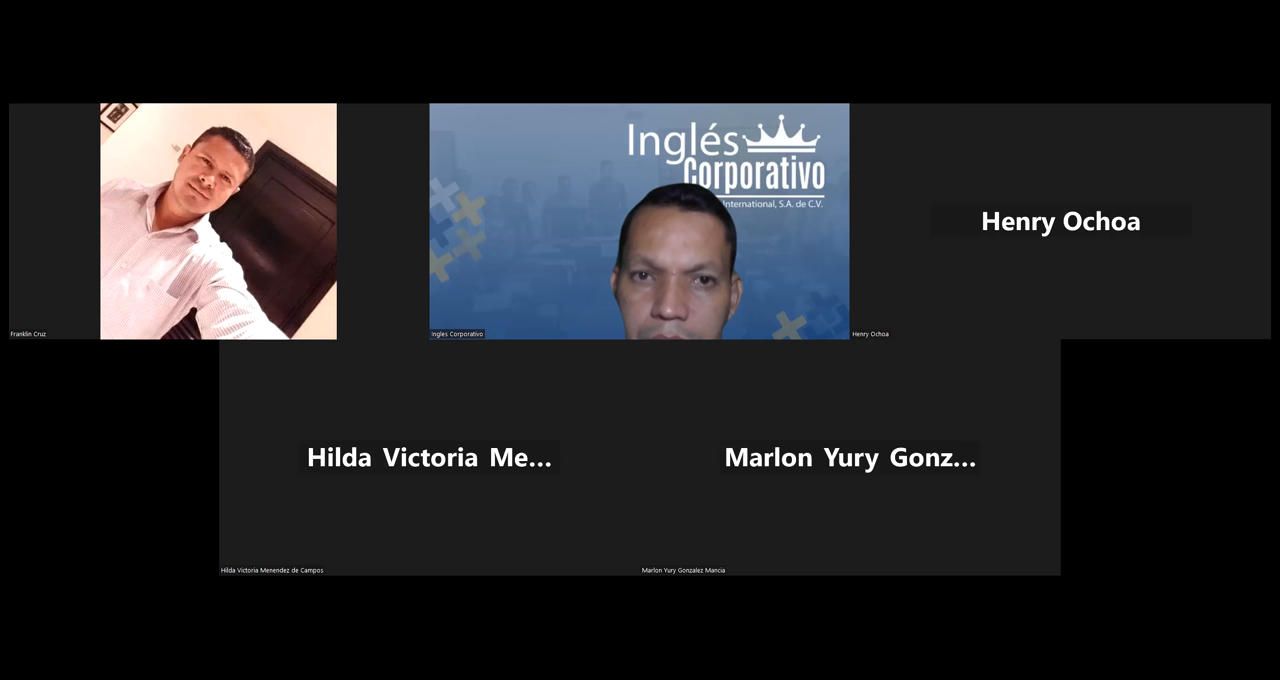 Inglés
Corporativo
International, S.A. de C.V.
Henry Ochoa
Franklin Cruz
Ingles Corporativo
Henry Ochoa
Hilda Victoria Me...
Marlon Yury Gonz...
Hilda Victoria Menendez de Campos
Marlon Yury Gonzalez Mancia